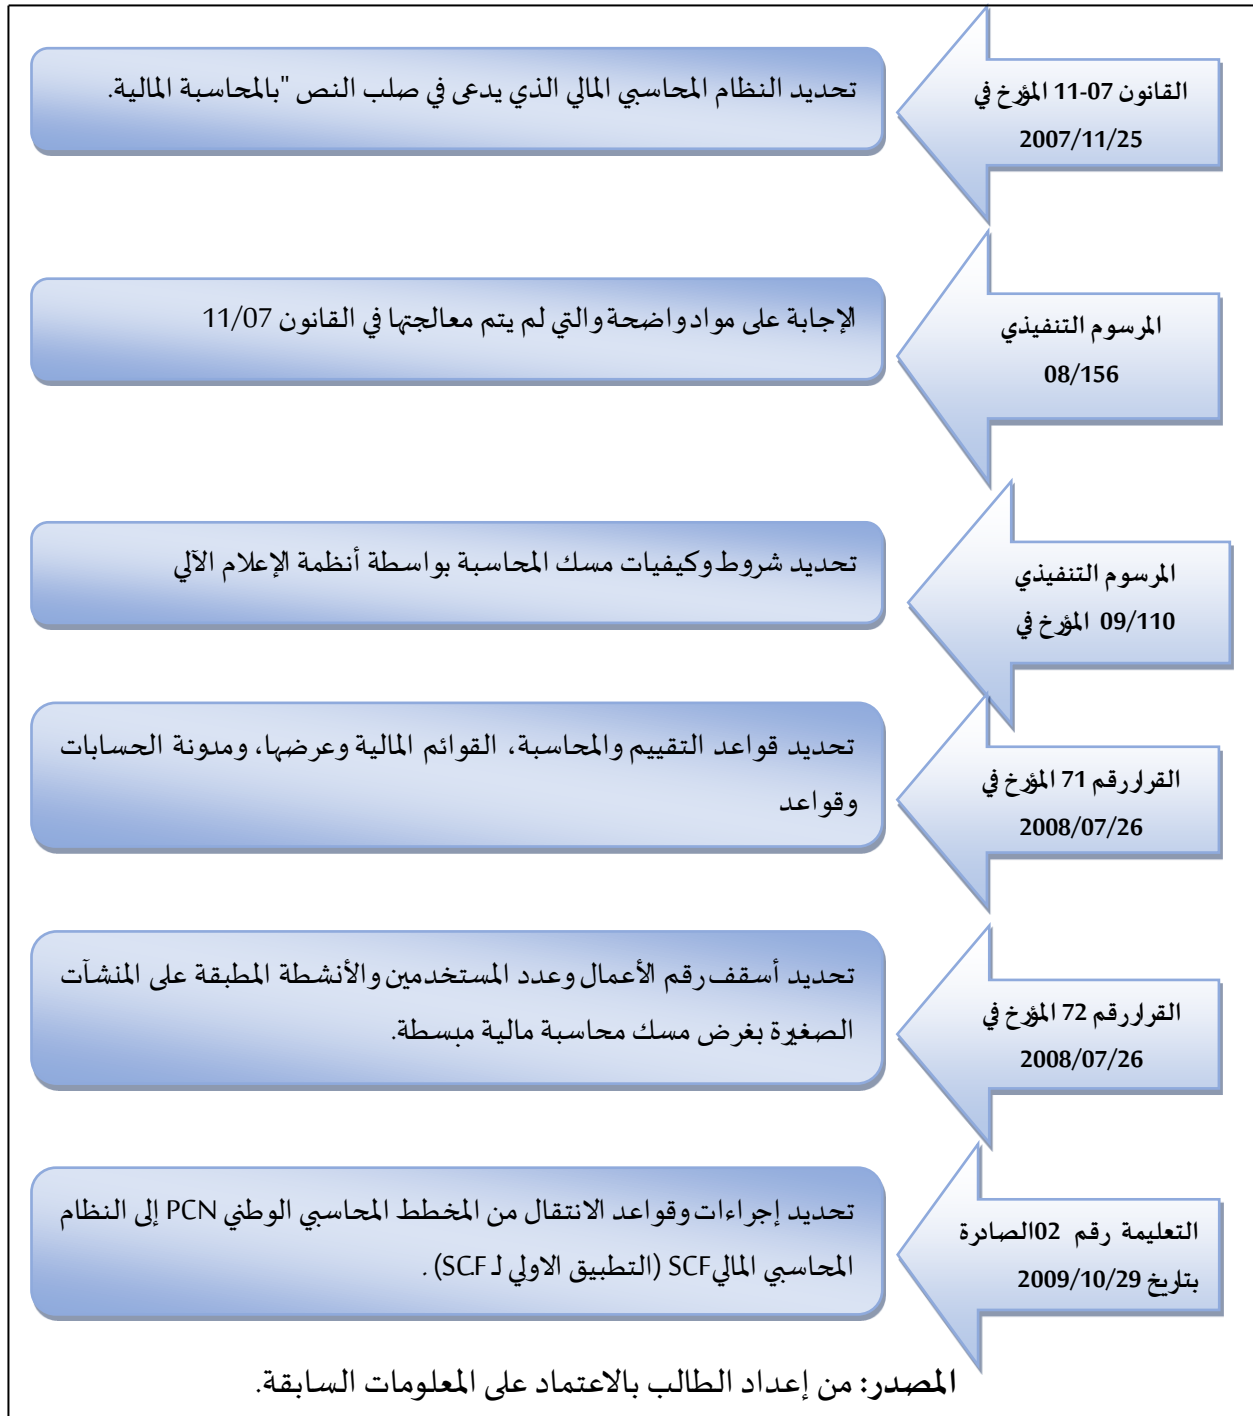 القانون 07-11 المؤرخ في
2007/11/25
تحديد النظام المحاسبي المالي الذي يدعى في صلب النص "بالمحاسبة المالية.
المرسوم التنفيذي
08/156
الإجابة على مواد واضحة والتي لم يتم معالجتها في القانون 11/07
المرسوم التنفيذي
09/110 المؤرخ في
تحديد شروط وكيفيات مسك المحاسبة بواسطة أنظمة الإعلام الآلي
القرار رقم 71 المؤرخ في
2008/07/26
تحديد قواعد التقييم والمحاسبة، القوائم المالية وعرضها، ومدونة الحسابات
وقواعد
القرار رقم 72 المؤرخ في
2008/07/26
تحديد أسقف رقم الأعمال وعدد المستخدمين والأنشطة المطبقة على المنشآت
الصغيرة بغرض مسك محاسبة مالية مبسطة.
التعليمة رقم 02الصادرة
بتاريخ 2009/10/29
تحديد إجراءات وقواعد الانتقال من المخطط المحاسبي الوطني PCN إلى النظام
المحاسبي المالي SCF (التطبيق الاولي لـ SCF) .
المصدر: من إعداد الطالب بالاعتماد على المعلومات السابقة.